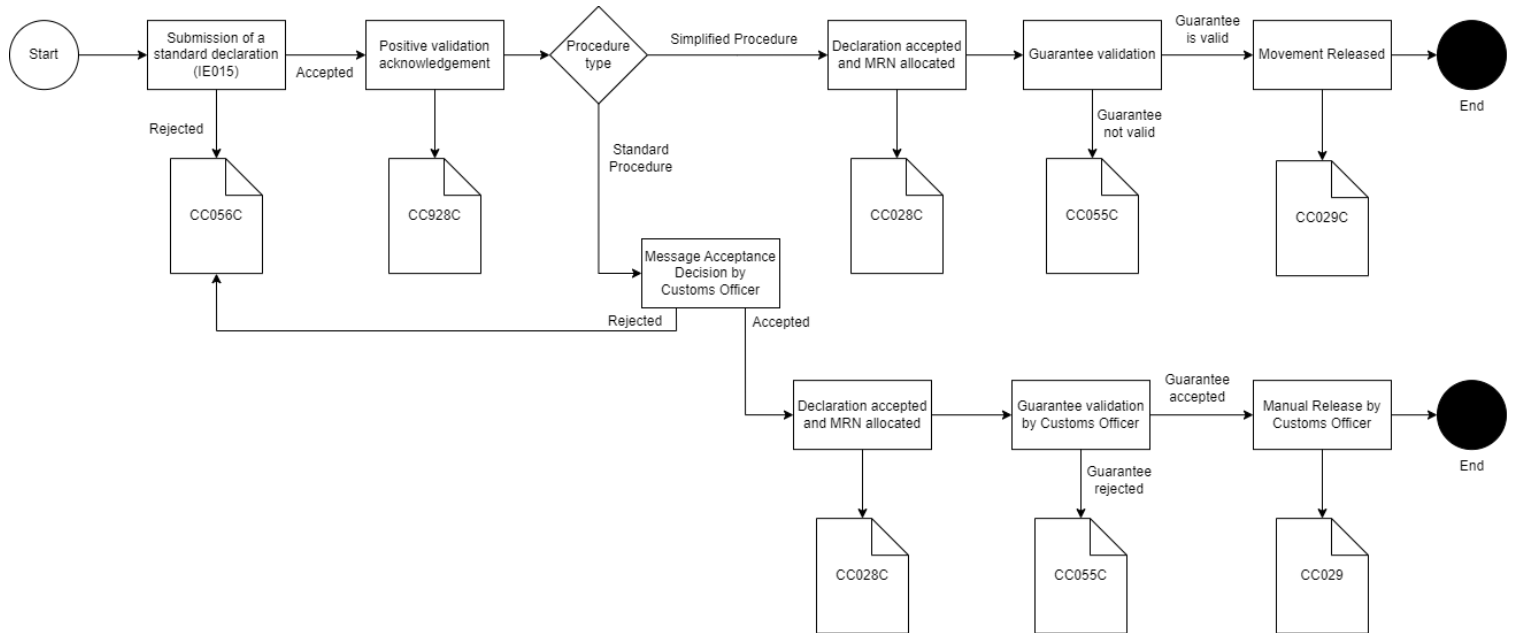 Start
Submission of a
standard declaration
(IE015)
Accepted
Positive validation
acknowledgement
Procedure
type
Simplified Procedure
Declaration accepted
and MRN allocated
Guarantee validation
Guarantee
is valid
Movement Released
End
Rejected
Standard
Procedure
Guarantee
not valid
CC056C
CC928C
CC028C
CC055C
CC029C
Message Acceptance
Decision by
Customs Officer
Rejected
Accepted
Declaration accepted
and MRN allocated
Guarantee validation
by Customs Officer
Guarantee
accepted
Manual Release by
Customs Officer
End
Guarantee
rejected
CC028C
CC055C
CC029